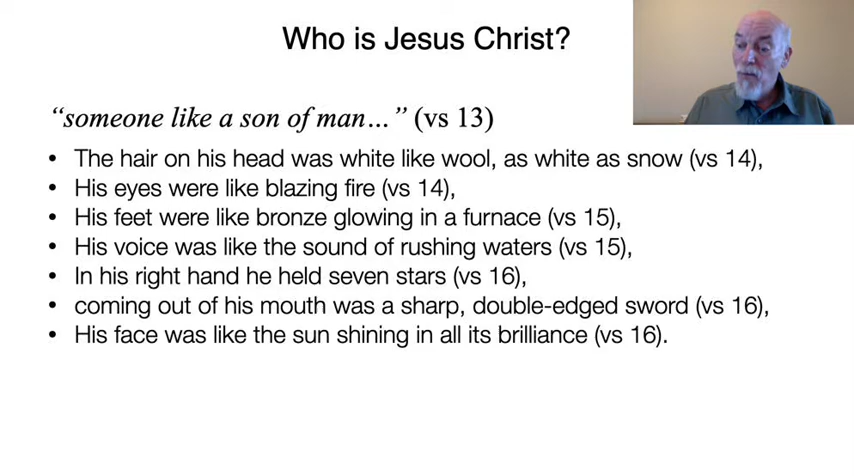 Who is Jesus Christ?
“someone like a son of man…” (vs 13)
• The hair on his head was white like wool, as white as snow (vs 14),
• His eyes were like blazing fire (vs 14),
• His feet were like bronze glowing in a furnace (vs 15),
• His voice was like the sound of rushing waters (vs 15),
• In his right hand he held seven stars (vs 16),
• coming out of his mouth was a sharp, double-edged sword (vs 16),
• His face was like the sun shining in all its brilliance (vs 16).